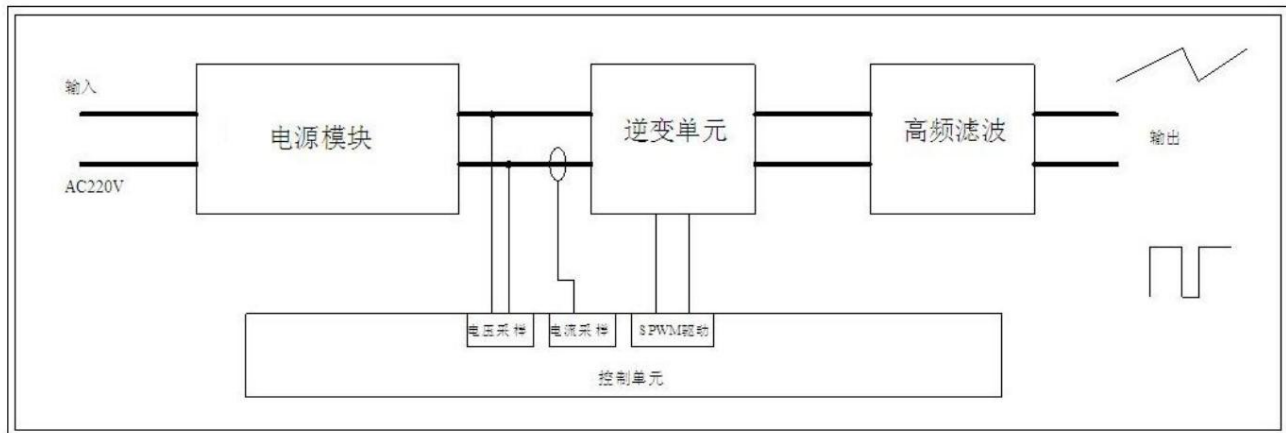 输入
电源模块
逆变单元
高频滤波
输出
AC220V
电压采样
电流采样
SPWM驱动
控制单元